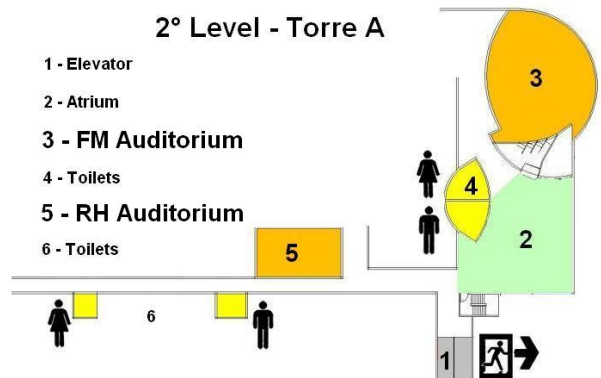 2° Level - Torre A
1 - Elevator
2 - Atrium
3 - FM Auditorium
4 - Toilets
5 - RH Auditorium
6 - Toilets
3
4
2
5
6
1